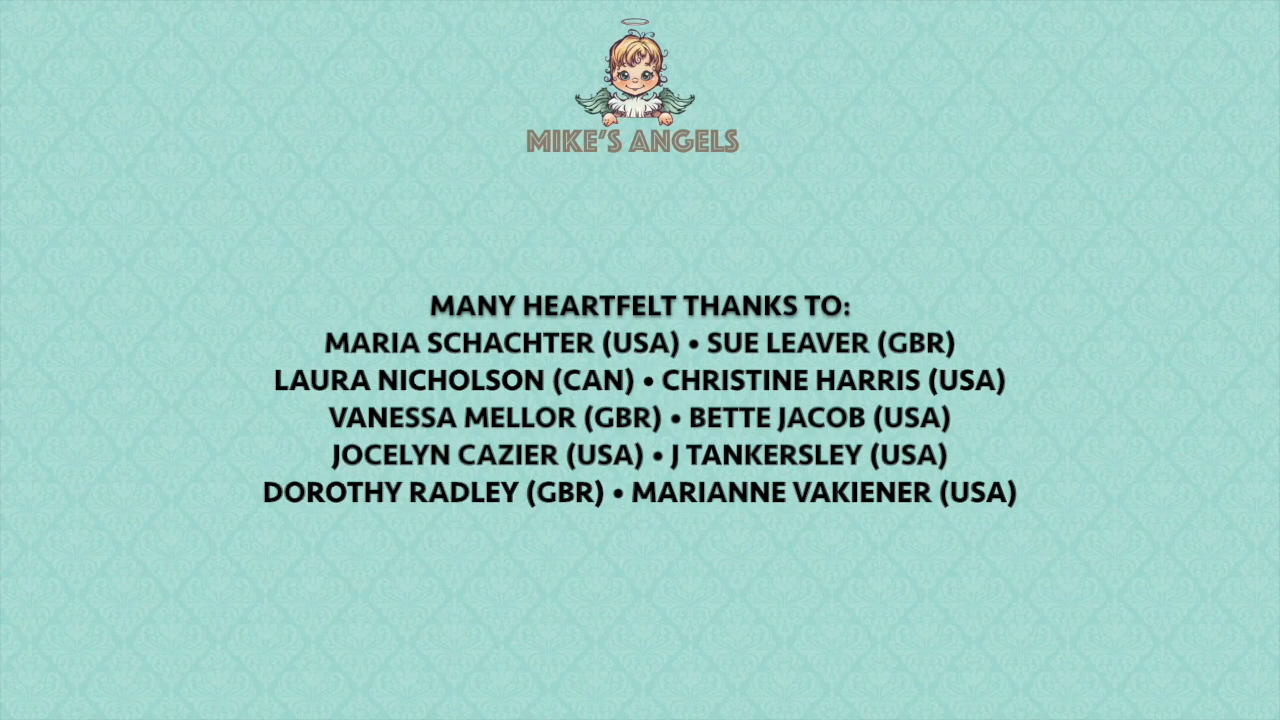 MIKE'S ANGELS
MANY HEARTFELT THANKS TO:
MARIA SCHACHTER (USA) • SUE LEAVER (GBR)
LAURA NICHOLSON (CAN) • CHRISTINE HARRIS (USA)
VANESSA MELLOR (GBR) • BETTE JACOB (USA)
JOCELYN CAZIER (USA) • J TANKERSLEY (USA)
DOROTHY RADLEY (GBR) • MARIANNE VAKIENER (USA)